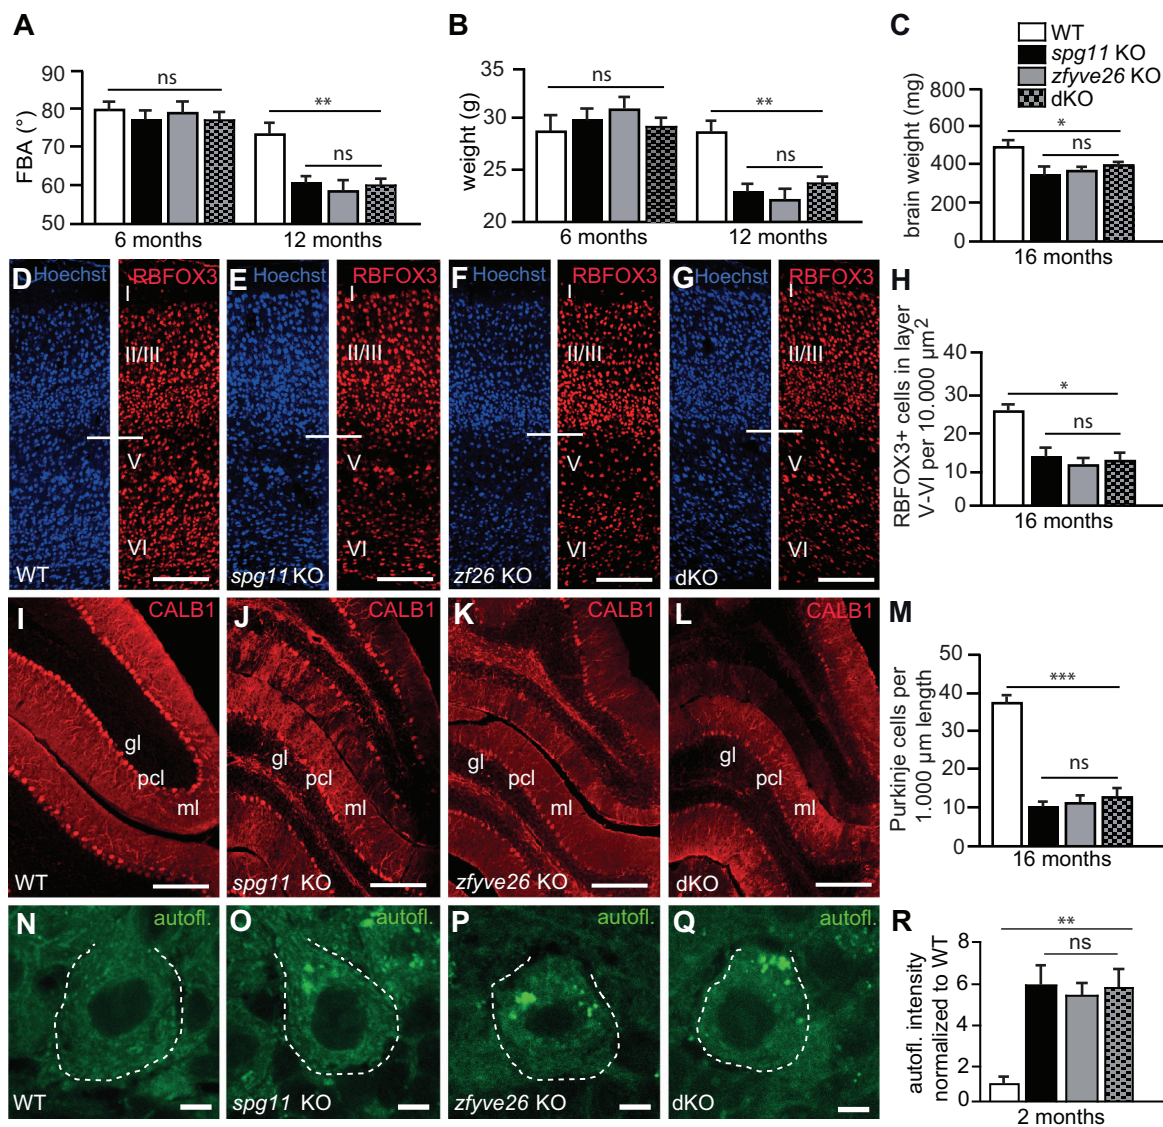 A
FBA (°)
90
80
70
60
50
ns
**
ns
6 months
12 months
B
weight (g)
35
30
25
20
ns
**
ns
6 months
12 months
C
WT
spg11 KO
zfyve26 KO
dKO
brain weight (mg)
800
600
400
200
0
*
ns
16 months
D
Hoechst
RBFOX3
I
II/III
V
VI
WT
E
Hoechst
RBFOX3
I
II/III
V
VI
spg11 KO
F
Hoechst
RBFOX3
I
II/III
V
VI
zf26 KO
G
Hoechst
RBFOX3
I
II/III
V
VI
dKO
H
RBFOX3+ cells in layer
V-VI per 10.000 µm²
40
30
20
10
0
*
ns
16 months
I
CALB1
gl
pcl
ml
WT
J
CALB1
gl
pcl
ml
spg11 KO
K
CALB1
gl
pcl
ml
zfyve26 KO
L
CALB1
gl
pcl
ml
dKO
M
Purkinje cells per
1.000 µm length
50
40
30
20
10
0
***
ns
16 months
N
autofl.
WT
O
autofl.
spg11 KO
P
autofl.
zfyve26 KO
Q
autofl.
dKO
R
autofl. intensity
normalized to WT
8
6
4
2
0
**
ns
2 months